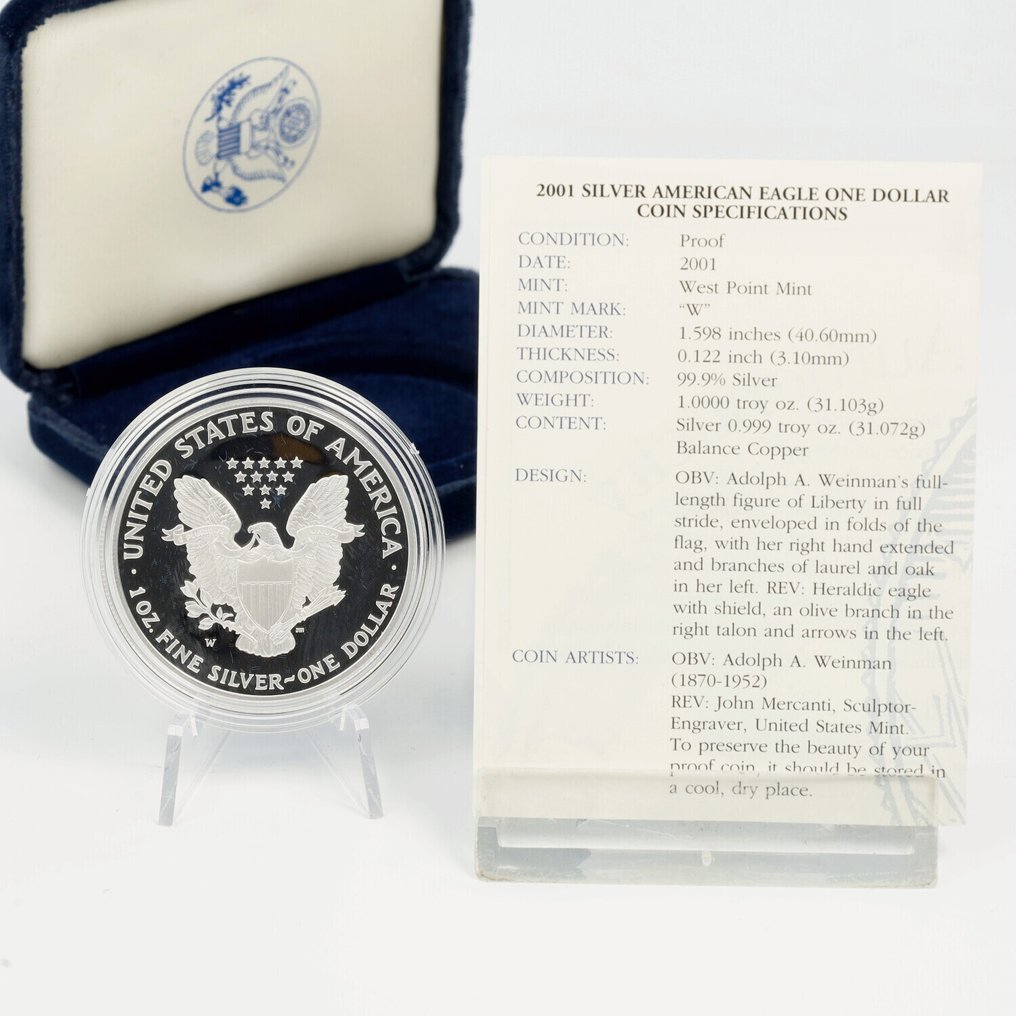 UNITED STATES OF AMERICA
1 OZ. FINE SILVER~ONE DOLLAR
W
2001 SILVER AMERICAN EAGLE ONE DOLLAR
COIN SPECIFICATIONS
CONDITION: Proof
DATE: 2001
MINT: West Point Mint
MINT MARK: “W”
DIAMETER: 1.598 inches (40.60mm)
THICKNESS: 0.122 inch (3.10mm)
COMPOSITION: 99.9% Silver
WEIGHT: 1.0000 troy oz. (31.103g)
CONTENT: Silver 0.999 troy oz. (31.072g)
Balance Copper
DESIGN: OBV: Adolph A. Weinman's full-
length figure of Liberty in full
stride, enveloped in folds of the
flag, with her right hand extended
and branches of laurel and oak
in her left. REV: Heraldic eagle
with shield, an olive branch in the
right talon and arrows in the left.
COIN ARTISTS: OBV: Adolph A. Weinman
(1870-1952)
REV: John Mercanti, Sculptor-
Engraver, United States Mint.
To preserve the beauty of your
proof coin, it should be stored in
a cool, dry place.